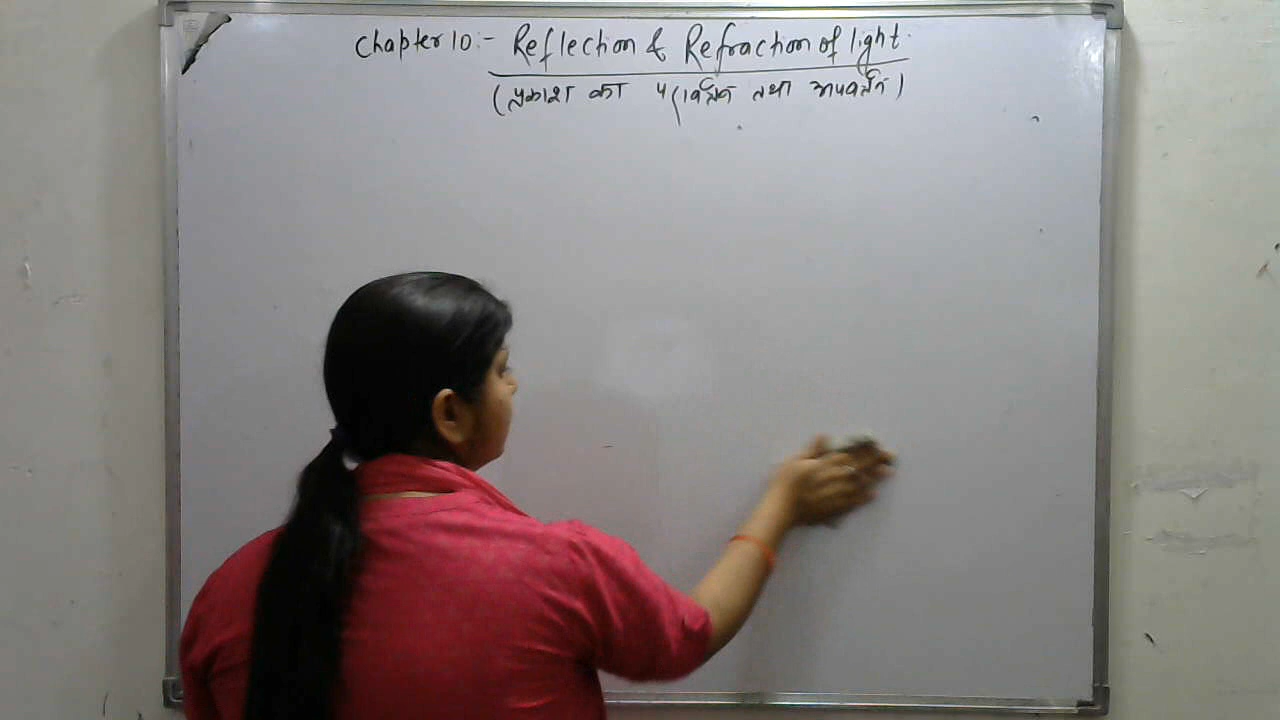 Chapter 10:- Reflection & Refraction of light.
(प्रकाश का परावर्तन तथा अपवर्तन)